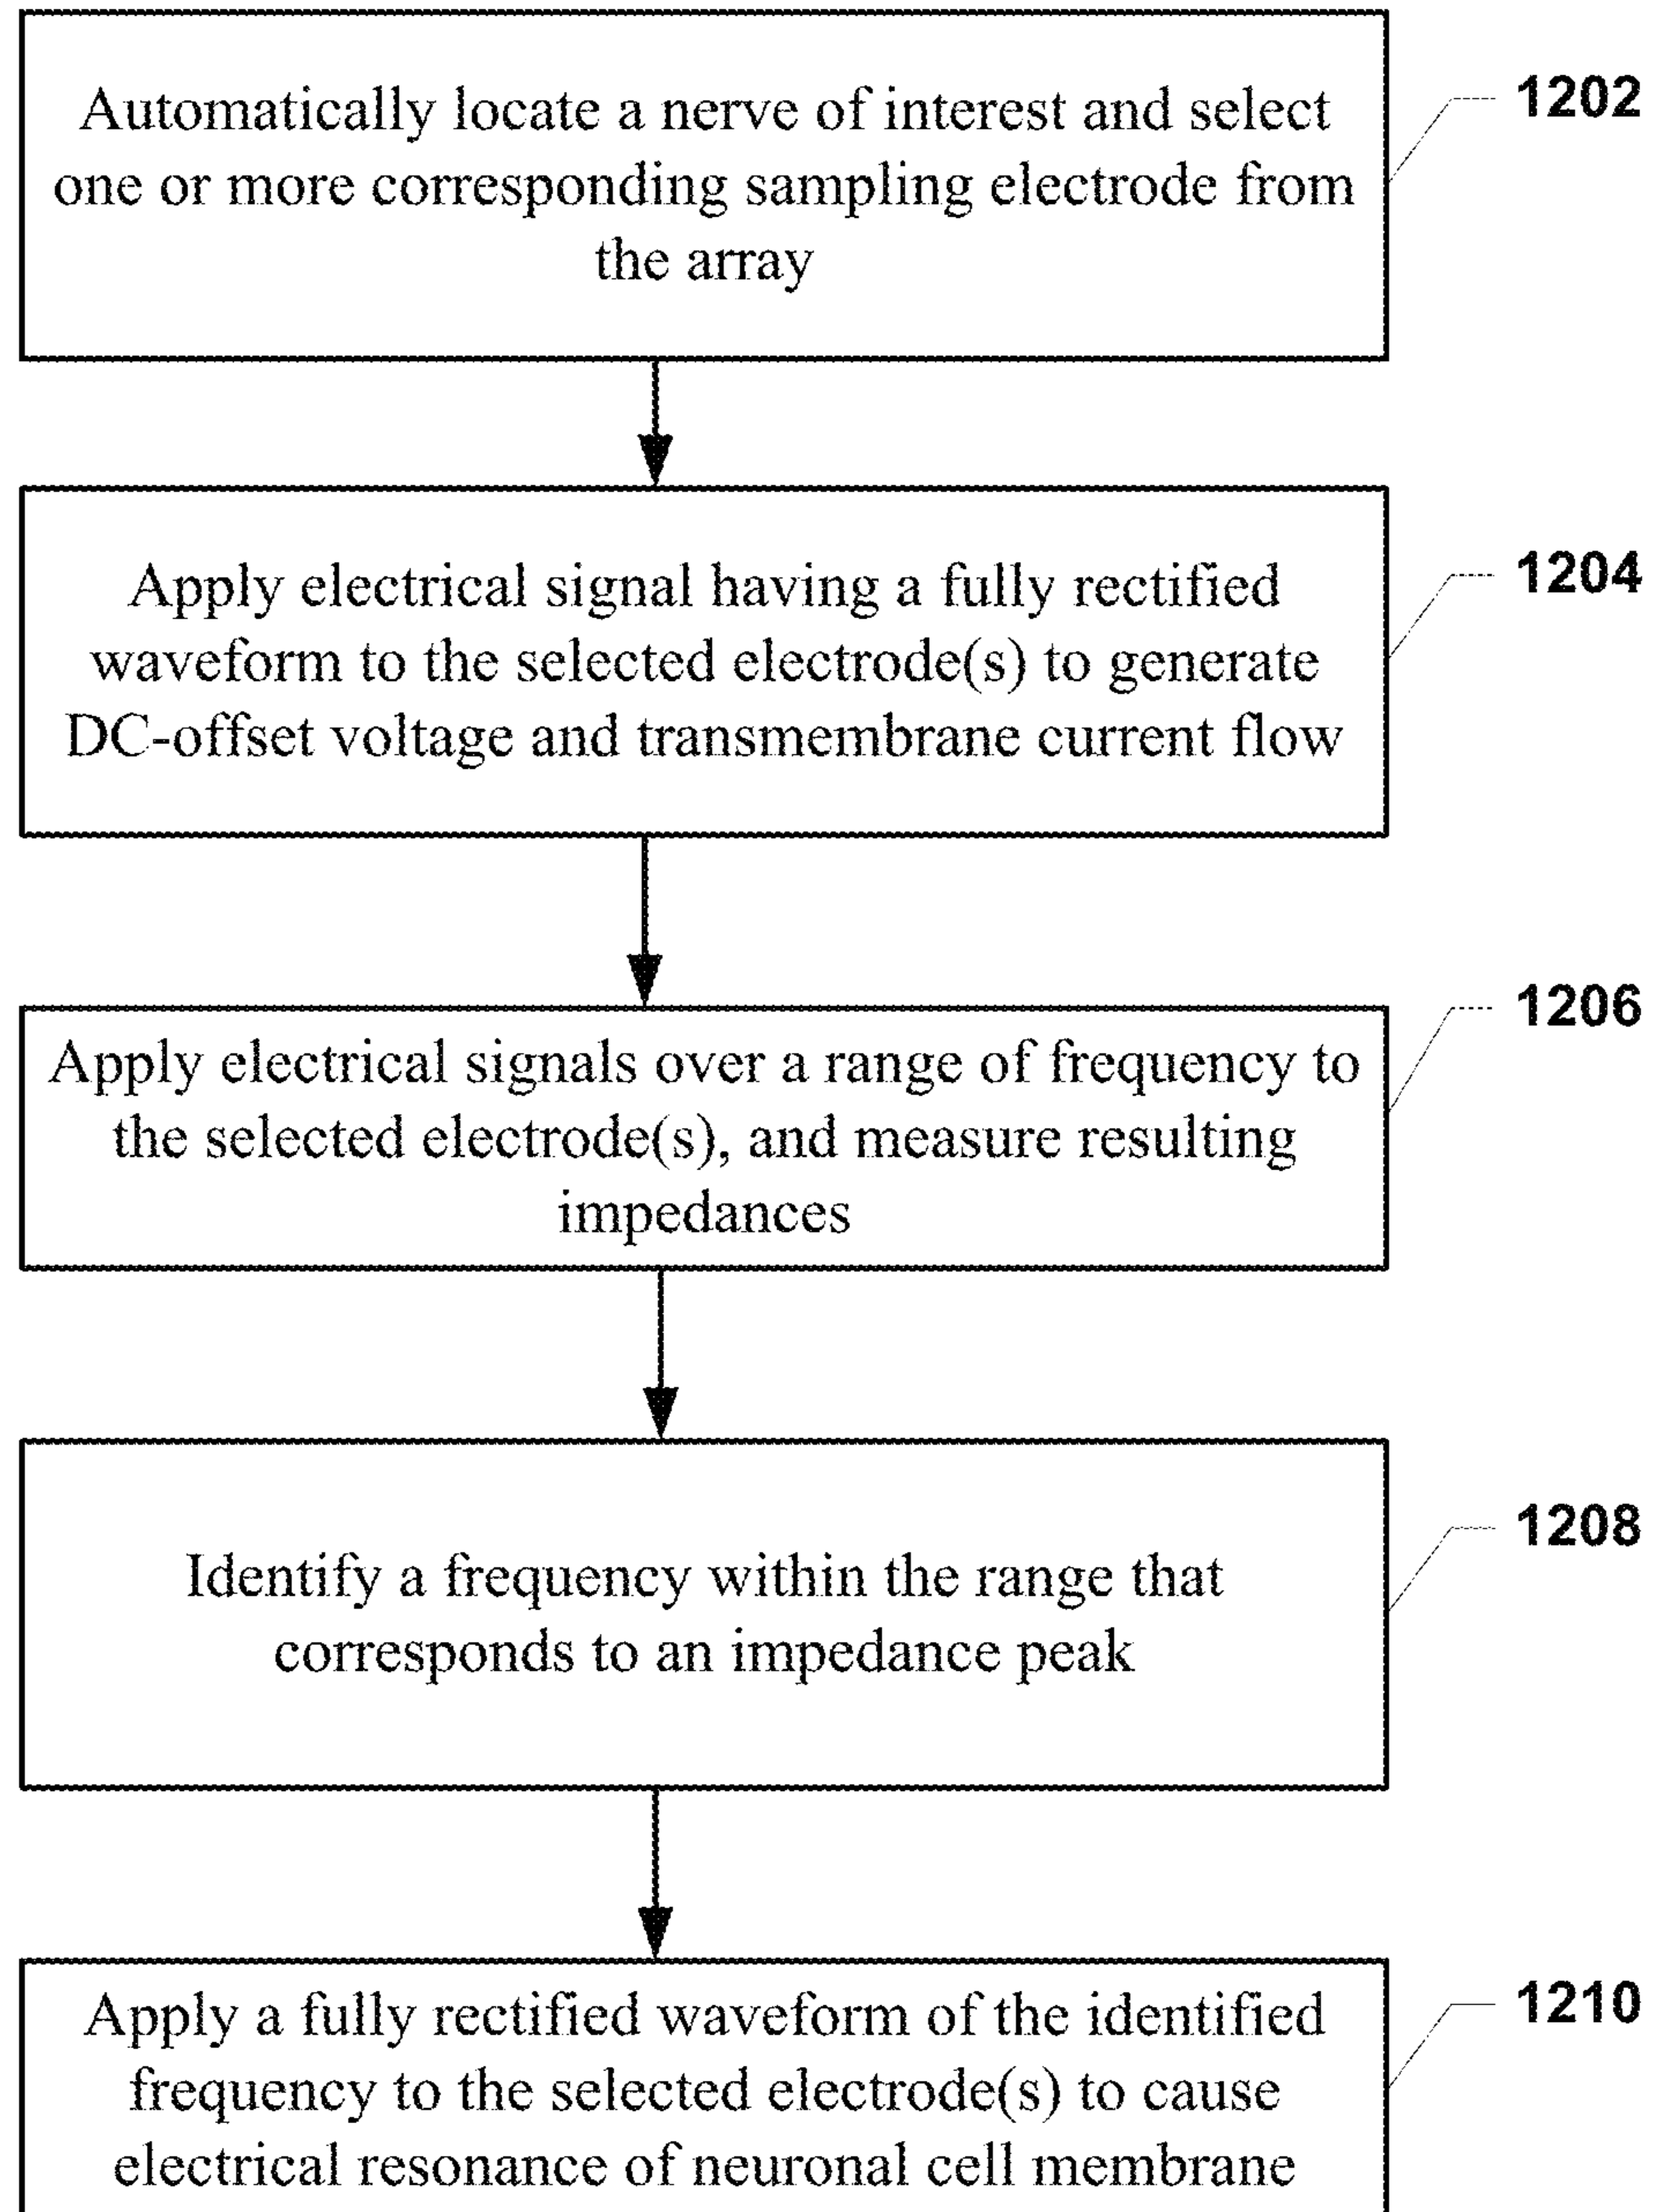 Automatically locate a nerve of interest and select
one or more corresponding sampling electrode from
the array
1202
Apply electrical signal having a fully rectified
waveform to the selected electrode(s) to generate
DC-offset voltage and transmembrane current flow
1204
Apply electrical signals over a range of frequency to
the selected electrode(s), and measure resulting
impedances
1206
Identify a frequency within the range that
corresponds to an impedance peak
1208
Apply a fully rectified waveform of the identified
frequency to the selected electrode(s) to cause
electrical resonance of neuronal cell membrane
1210